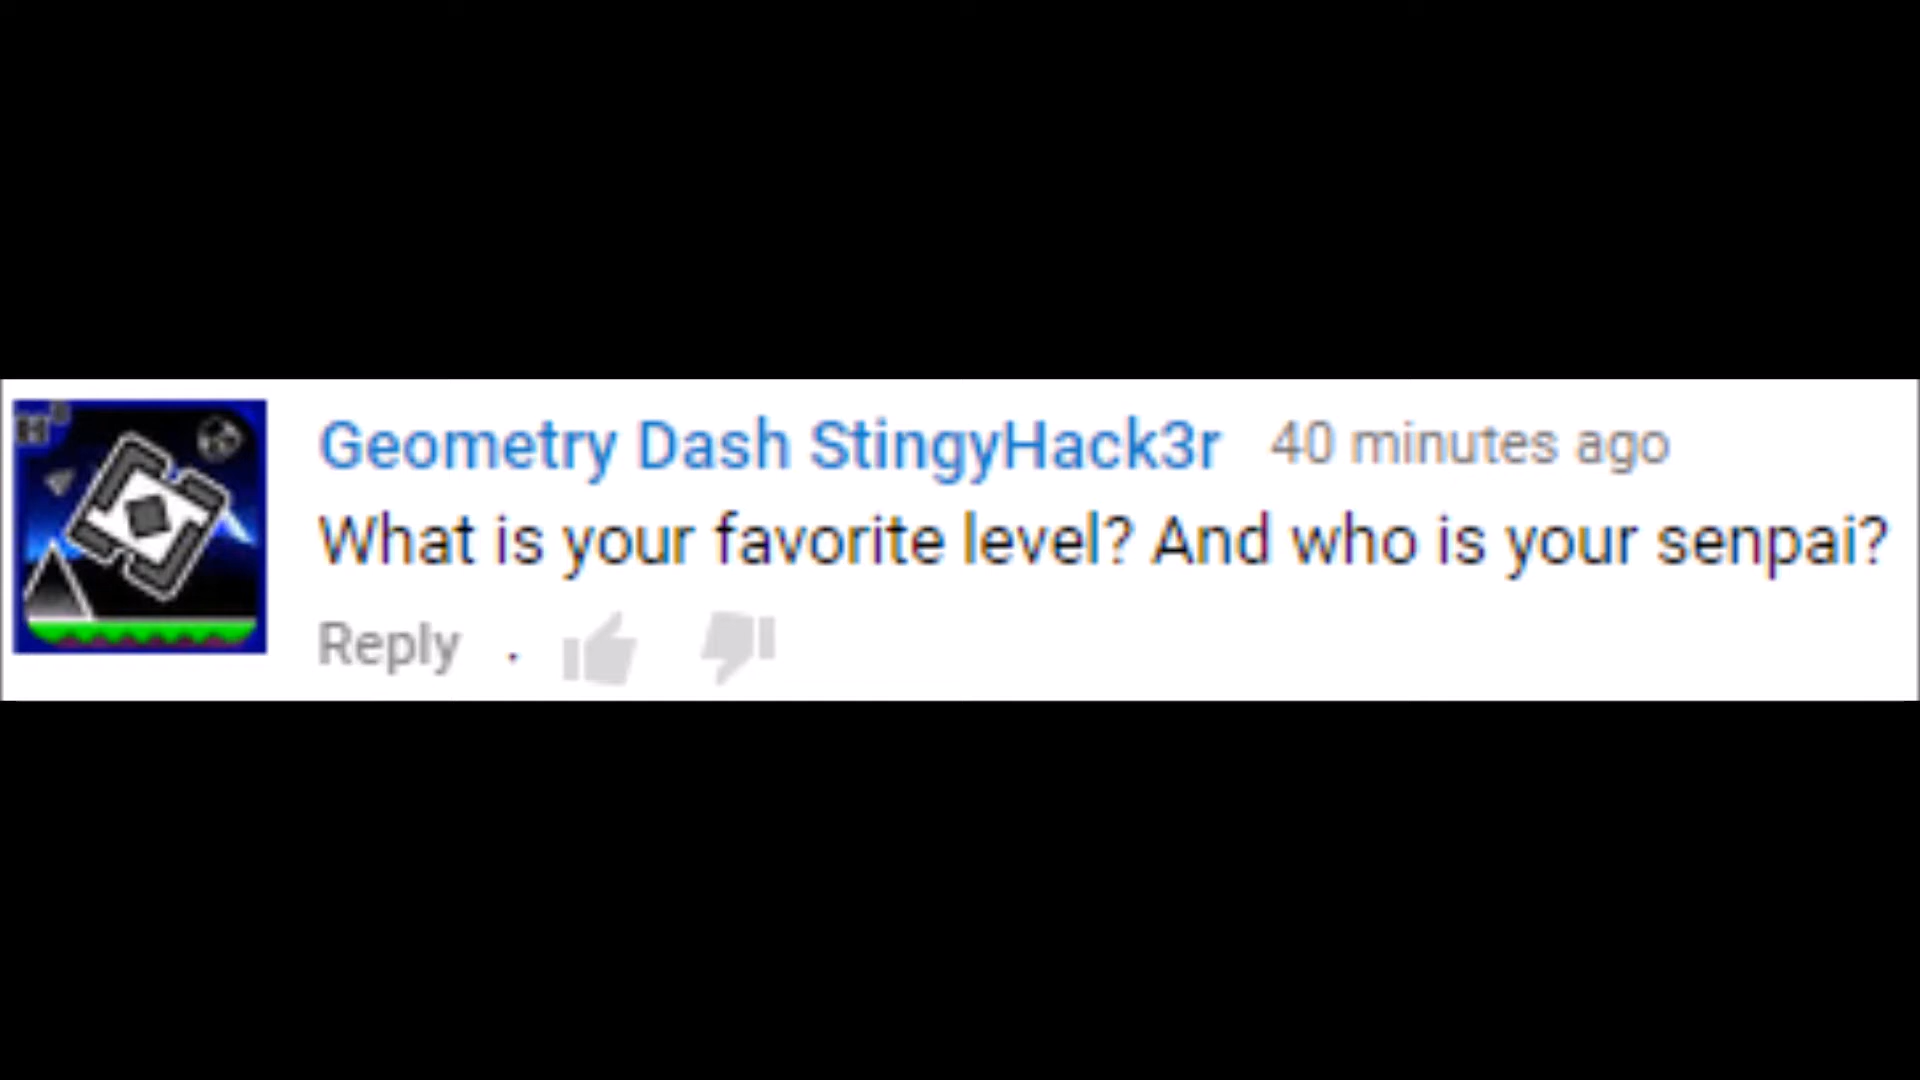 Geometry Dash StingyHack3r 40 minutes ago
What is your favorite level? And who is your senpai?
Reply .